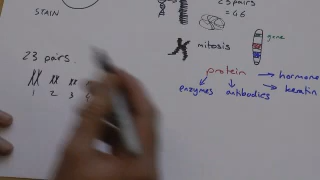 STAIN
23 pairs
= 46
gene
mitosis
23 pairs.
protein
hormone
enzymes
antibodies
keratin
1 2 3